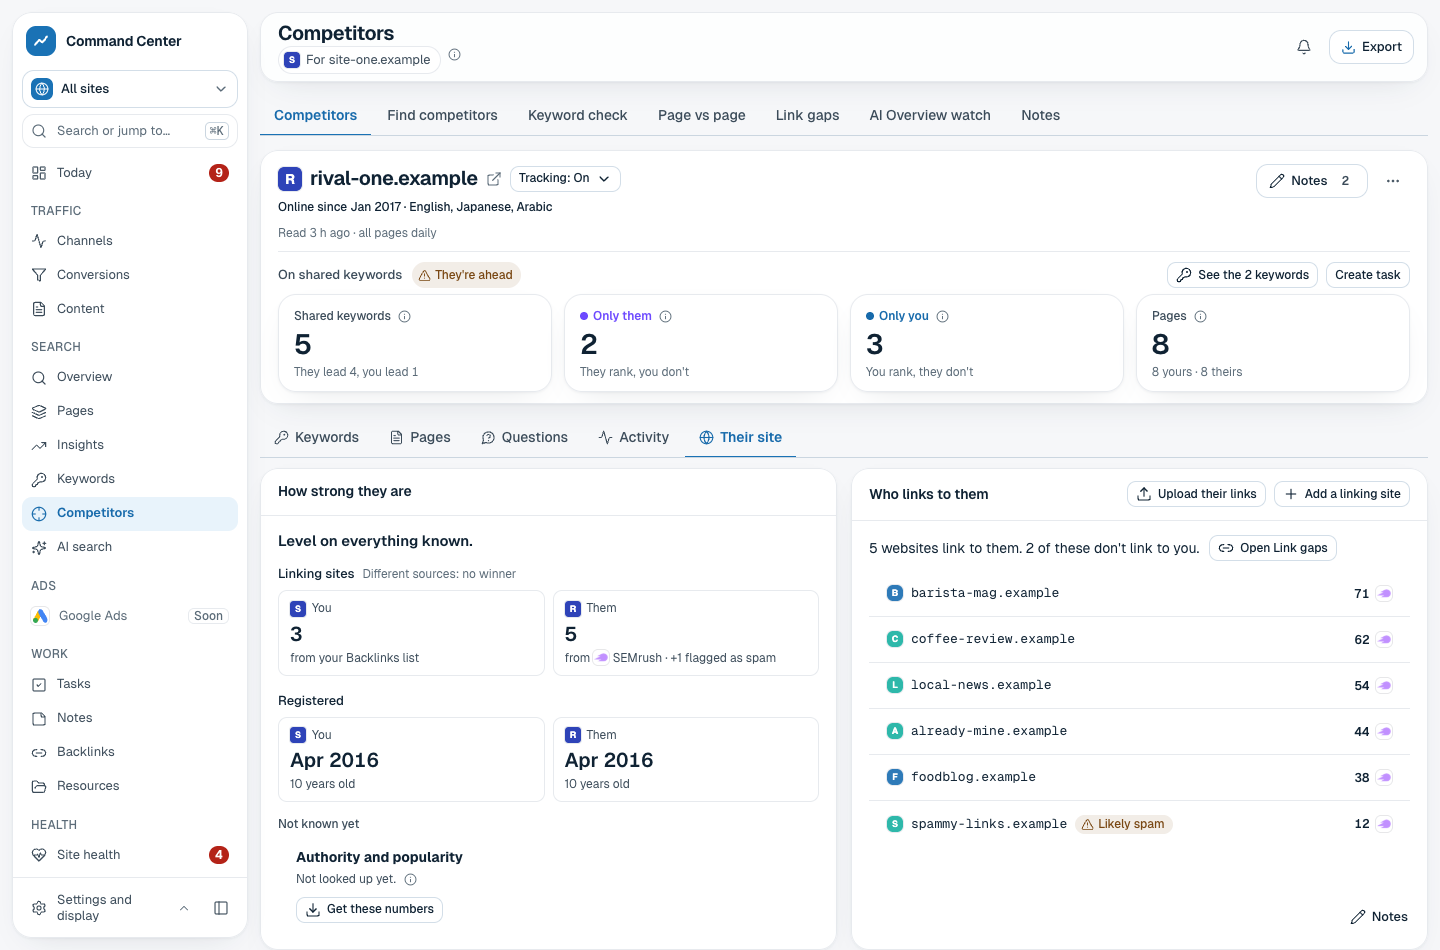 Command Center
All sites
Search or jump to... ⌘K
Today 9
TRAFFIC
Channels
Conversions
Content
SEARCH
Overview
Pages
Insights
Keywords
Competitors
AI search
ADS
Google Ads Soon
WORK
Tasks
Notes
Backlinks
Resources
HEALTH
Site health 4
Settings and
display
Competitors
S For site-one.example
Export
Competitors Find competitors Keyword check Page vs page Link gaps AI Overview watch Notes
R rival-one.example Tracking: On
Notes 2
Online since Jan 2017 · English, Japanese, Arabic
Read 3 h ago · all pages daily
On shared keywords They're ahead
See the 2 keywords Create task
Shared keywords
5
They lead 4, you lead 1
Only them
2
They rank, you don't
Only you
3
You rank, they don't
Pages
8
8 yours · 8 theirs
Keywords Pages Questions Activity Their site
How strong they are
Level on everything known.
Linking sites Different sources: no winner
S You
3
from your Backlinks list
R Them
5
from SEMrush · +1 flagged as spam
Registered
S You
Apr 2016
10 years old
R Them
Apr 2016
10 years old
Not known yet
Authority and popularity
Not looked up yet.
Get these numbers
Who links to them
Upload their links Add a linking site
5 websites link to them. 2 of these don't link to you. Open Link gaps
B barista-mag.example 71
C coffee-review.example 62
L local-news.example 54
A already-mine.example 44
F foodblog.example 38
S spammy-links.example Likely spam 12
Notes